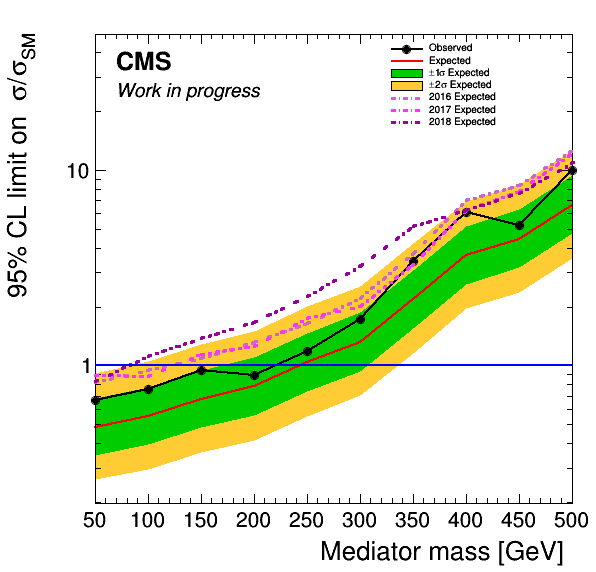 95% CL limit on σ/σSM
CMS
Work in progress
Observed
Expected
±1σ Expected
±2σ Expected
2016 Expected
2017 Expected
2018 Expected
10
1
50 100 150 200 250 300 350 400 450 500
Mediator mass [GeV]